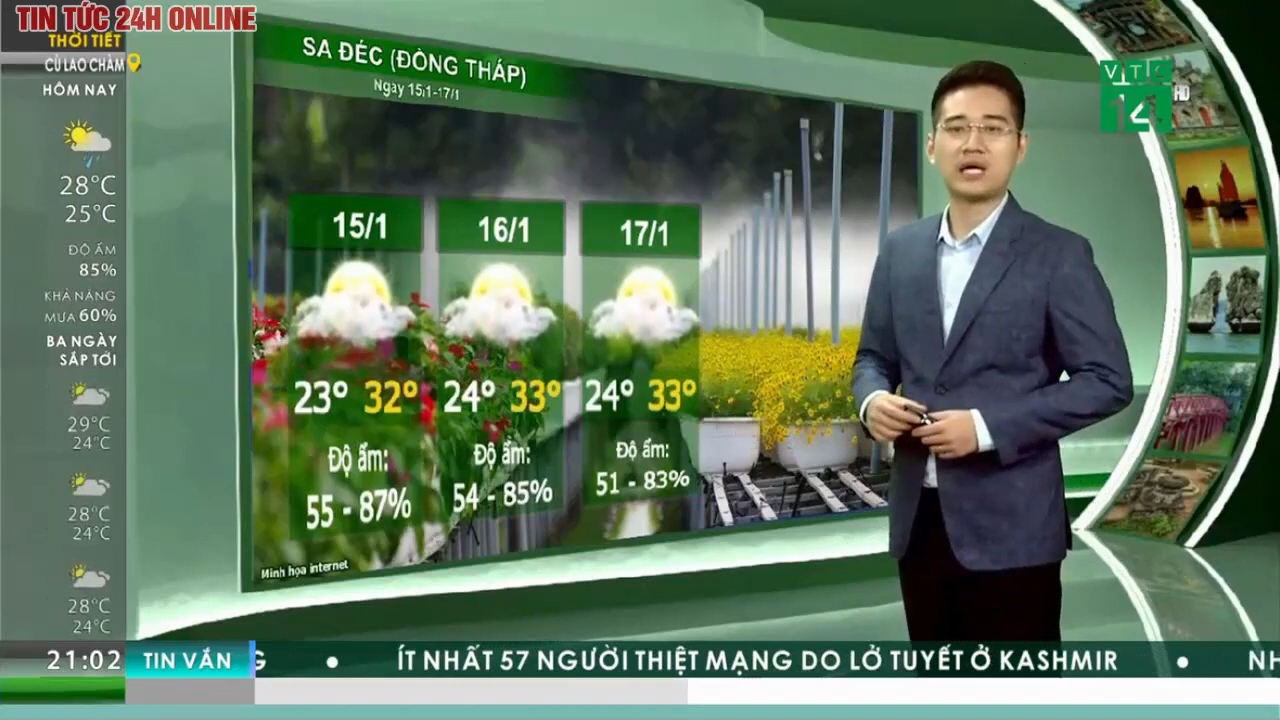 TIN TỨC 24H ONLINE
THỜI TIẾT
CÙ LAO CHÀM
HÔM NAY
28°C
25°C
ĐỘ ẨM
85%
KHẢ NĂNG
MƯA 60%
BA NGÀY
SẮP TỚI
29°C
24°C
28°C
24°C
28°C
24°C
SA ĐÉC (ĐỒNG THÁP)
Ngày 15/1-17/1
15/1
16/1
17/1
23° 32°
24° 33°
24° 33°
Độ ẩm:
55 - 87%
Độ ẩm:
54 - 85%
Độ ẩm:
51 - 83%
Minh họa internet
VTC
14
HD
21:02 TIN VẮN G • ÍT NHẤT 57 NGƯỜI THIỆT MẠNG DO LỞ TUYẾT Ở KASHMIR • NH